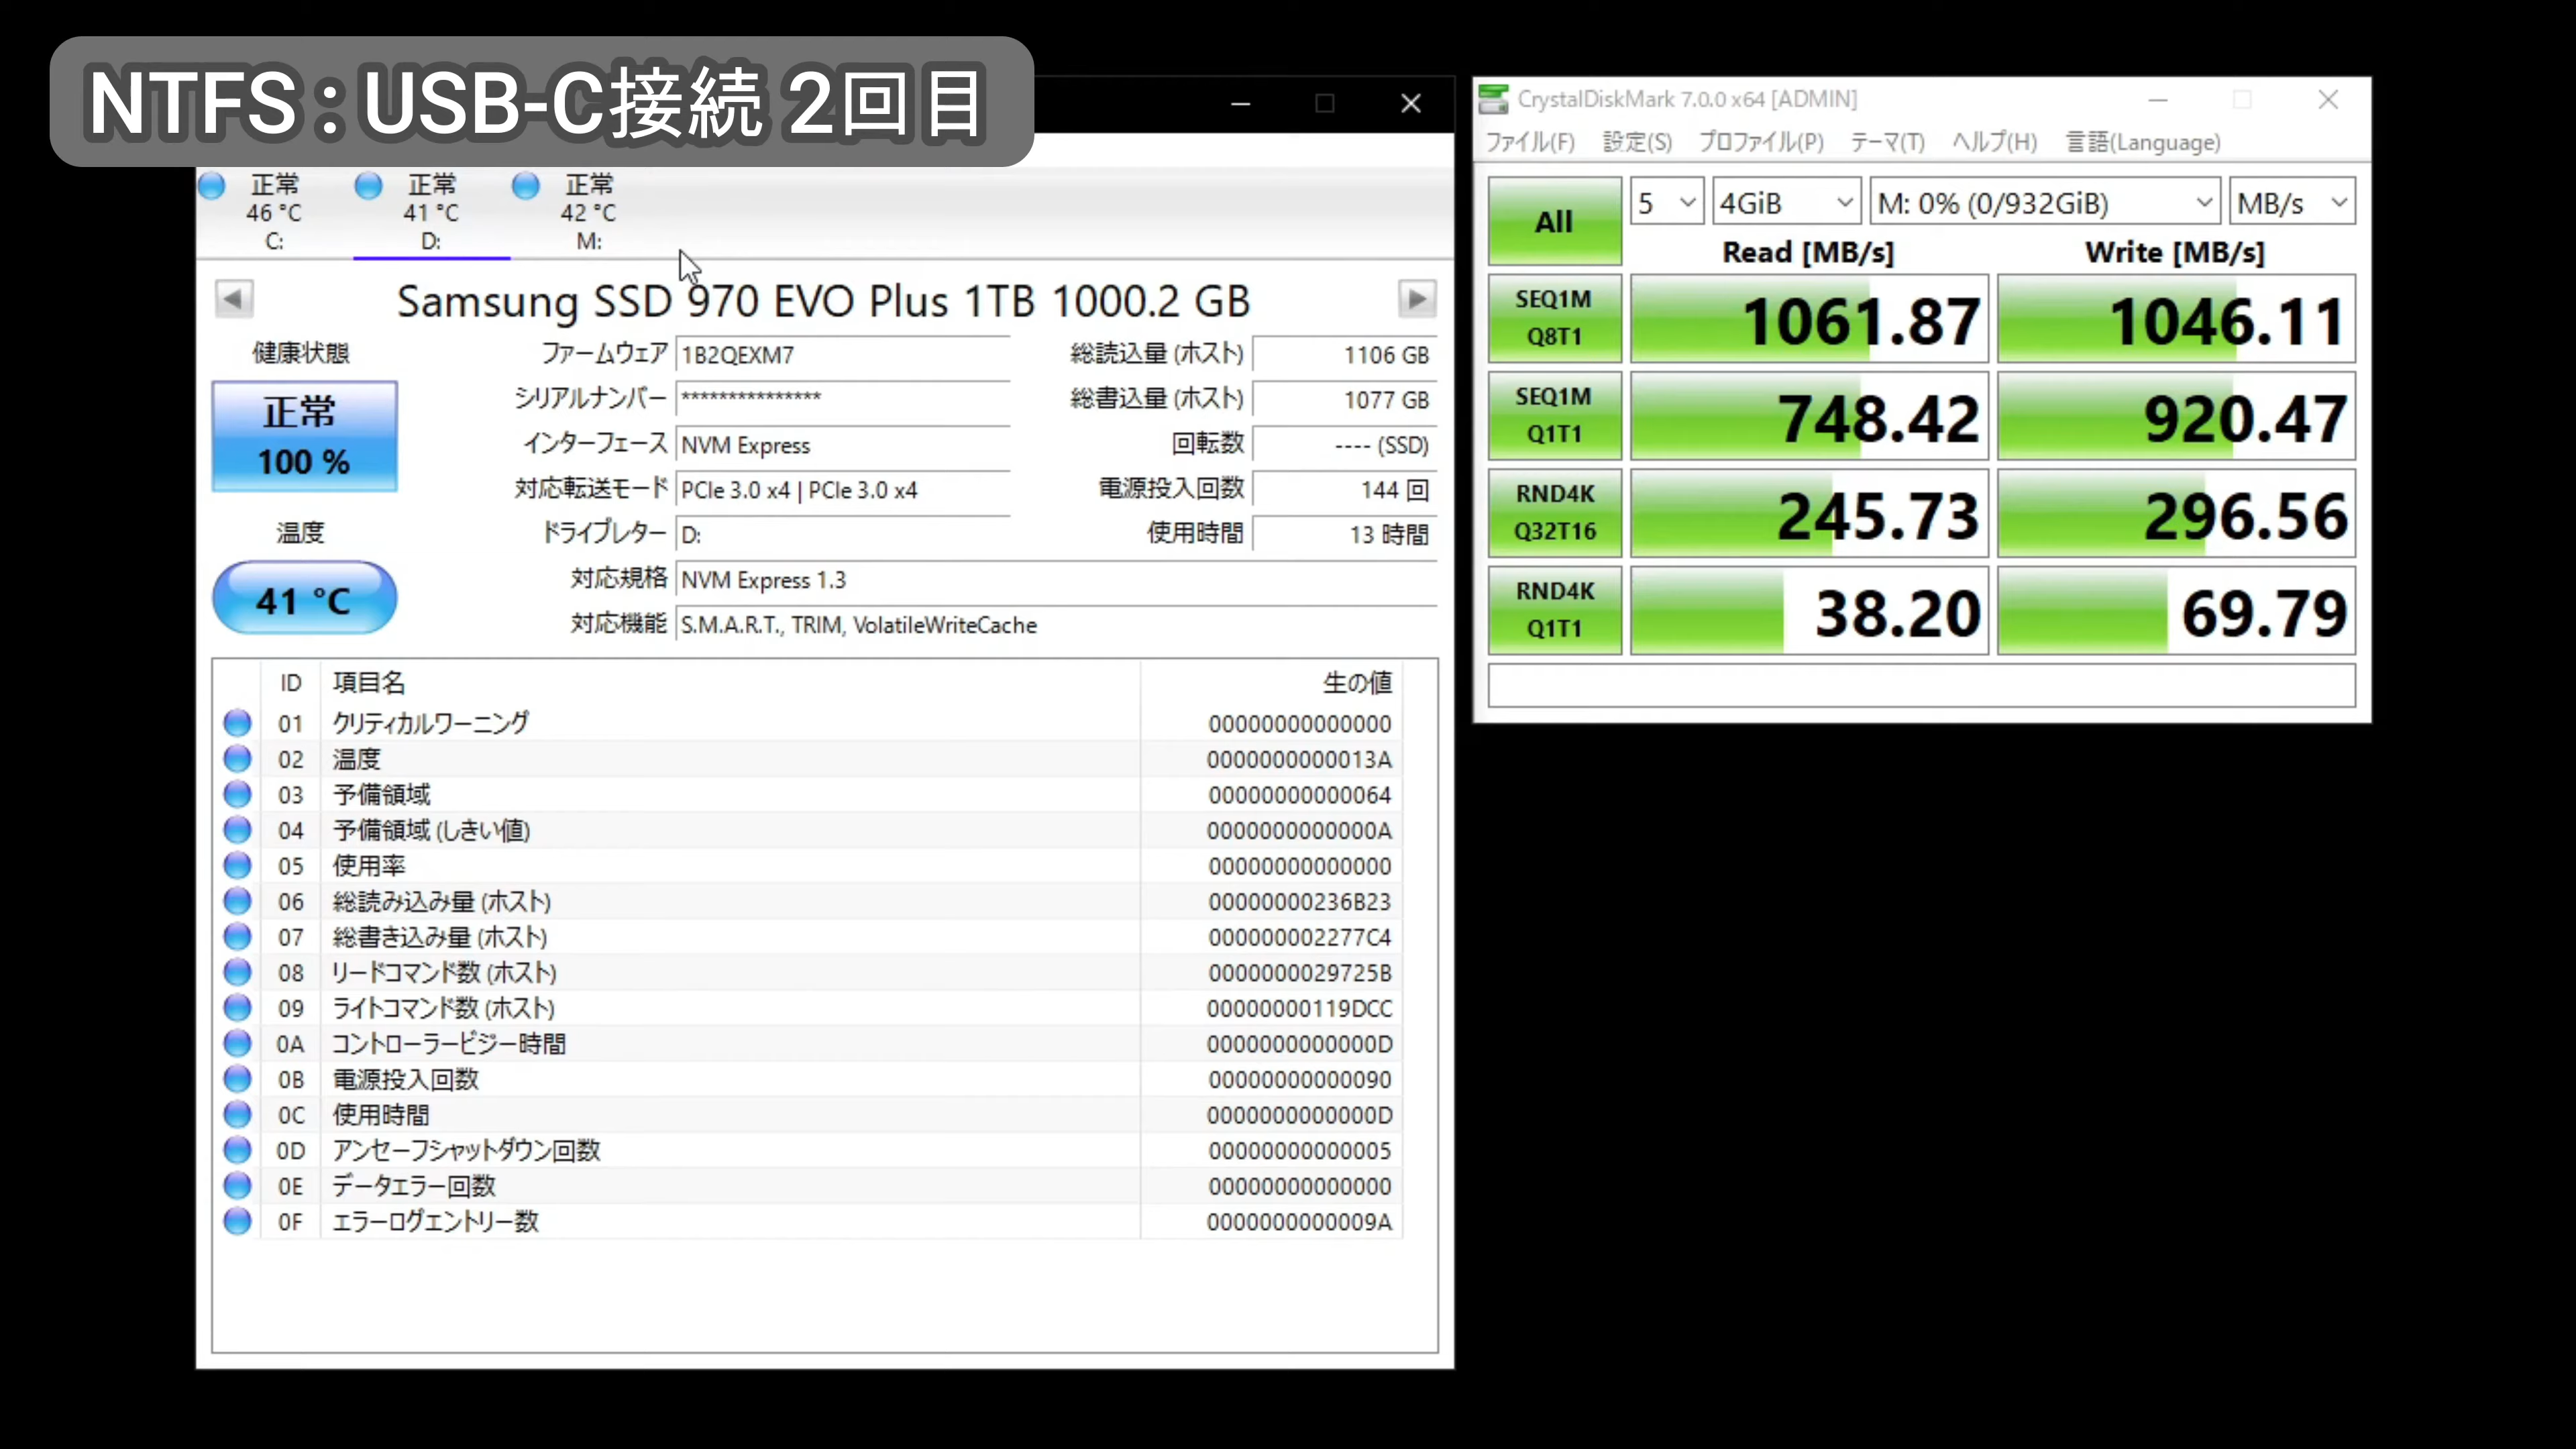 NTFS : USB-C接続 2回目
正常
46 °C
C:
正常
41 °C
D:
正常
42 °C
M:
Samsung SSD 970 EVO Plus 1TB 1000.2 GB
健康状態
正常
100 %
温度
41 °C
ファームウェア 1B2QEXM7
シリアルナンバー ***************
インターフェース NVM Express
対応転送モード PCIe 3.0 x4 | PCIe 3.0 x4
ドライブレター D:
対応規格 NVM Express 1.3
対応機能 S.M.A.R.T., TRIM, VolatileWriteCache
総読込量 (ホスト) 1106 GB
総書込量 (ホスト) 1077 GB
回転数 ---- (SSD)
電源投入回数 144 回
使用時間 13 時間
ID 項目名 生の値
01 クリティカルワーニング 00000000000000
02 温度 0000000000013A
03 予備領域 00000000000064
04 予備領域 (しきい値) 0000000000000A
05 使用率 00000000000000
06 総読み込み量 (ホスト) 00000000236B23
07 総書き込み量 (ホスト) 000000002277C4
08 リードコマンド数 (ホスト) 0000000029725B
09 ライトコマンド数 (ホスト) 00000000119DCC
0A コントローラービジー時間 0000000000000D
0B 電源投入回数 00000000000090
0C 使用時間 0000000000000D
0D アンセーフシャットダウン回数 00000000000005
0E データエラー回数 00000000000000
0F エラーログエントリー数 0000000000009A
CrystalDiskMark 7.0.0 x64 [ADMIN]
ファイル(F) 設定(S) プロファイル(P) テーマ(T) ヘルプ(H) 言語(Language)
All 5 4GiB M: 0% (0/932GiB) MB/s
Read [MB/s] Write [MB/s]
SEQ1M
Q8T1
1061.87 1046.11
SEQ1M
Q1T1
748.42 920.47
RND4K
Q32T16
245.73 296.56
RND4K
Q1T1
38.20 69.79